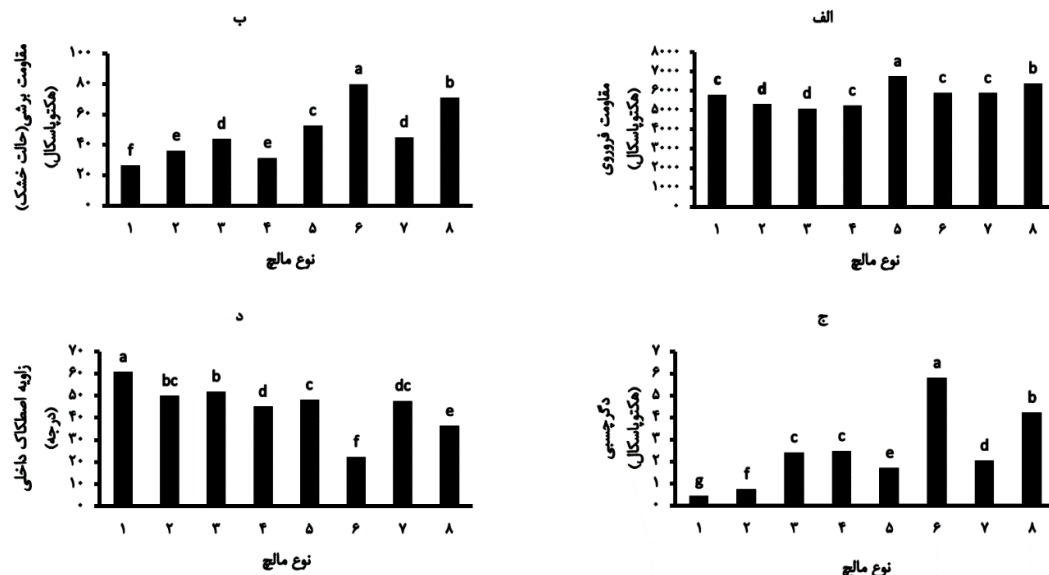 الف
مقاومت فروروی
(هکتوپاسکال)
۸۰۰۰
۷۰۰۰
۶۰۰۰
۵۰۰۰
۴۰۰۰
۳۰۰۰
۲۰۰۰
۱۰۰۰
۰
c d d c a c c b
۱ ۲ ۳ ۴ ۵ ۶ ۷ ۸
نوع مالچ
ب
مقاومت برشی(حالت خشک)
(هکتوپاسکال)
۱۰۰
۸۰
۶۰
۴۰
۲۰
۰
f e d e c a d b
۱ ۲ ۳ ۴ ۵ ۶ ۷ ۸
نوع مالچ
ج
دگرچسبی
(هکتوپاسکال)
۷
۶
۵
۴
۳
۲
۱
۰
g f c c e a d b
۱ ۲ ۳ ۴ ۵ ۶ ۷ ۸
نوع مالچ
د
زاویه اصطکاک داخلی
(درجه)
۷۰
۶۰
۵۰
۴۰
۳۰
۲۰
۱۰
۰
a bc b d c f dc e
۱ ۲ ۳ ۴ ۵ ۶ ۷ ۸
نوع مالچ